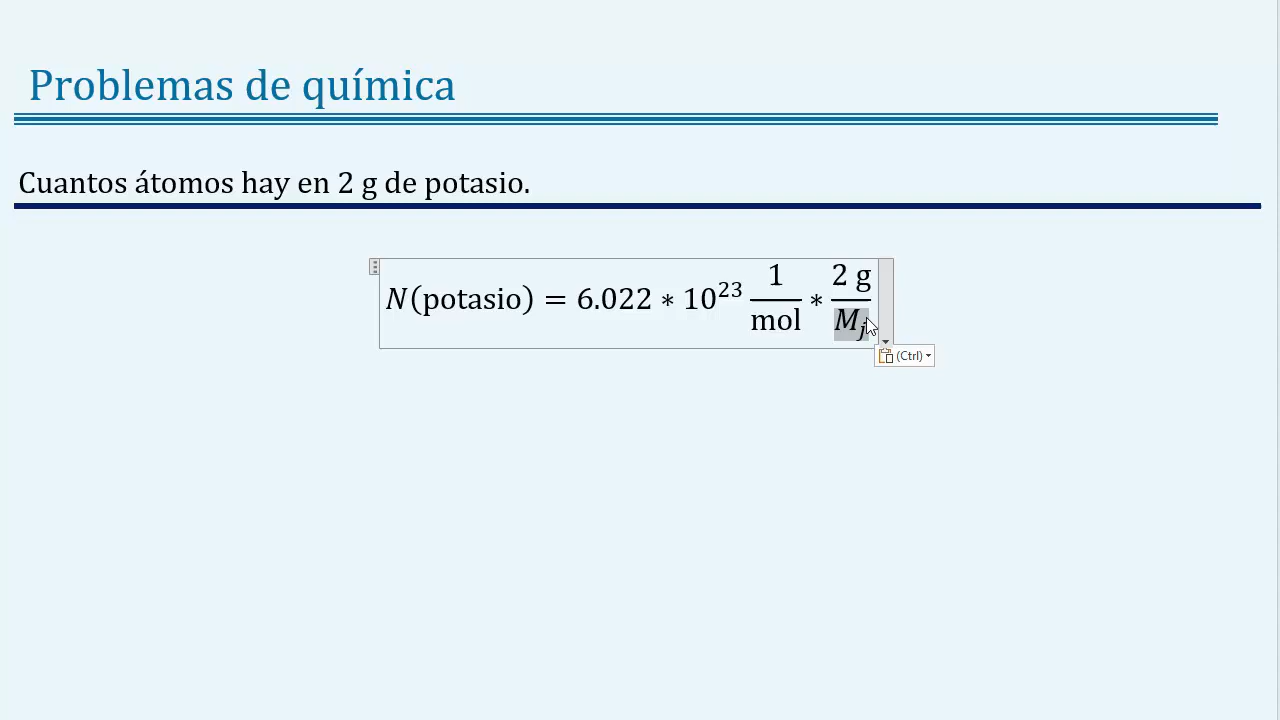 Problemas de química
Cuantos átomos hay en 2 g de potasio.
N(potasio) = 6.022 * 10^23 1/mol * 2 g/M_j
(Ctrl)